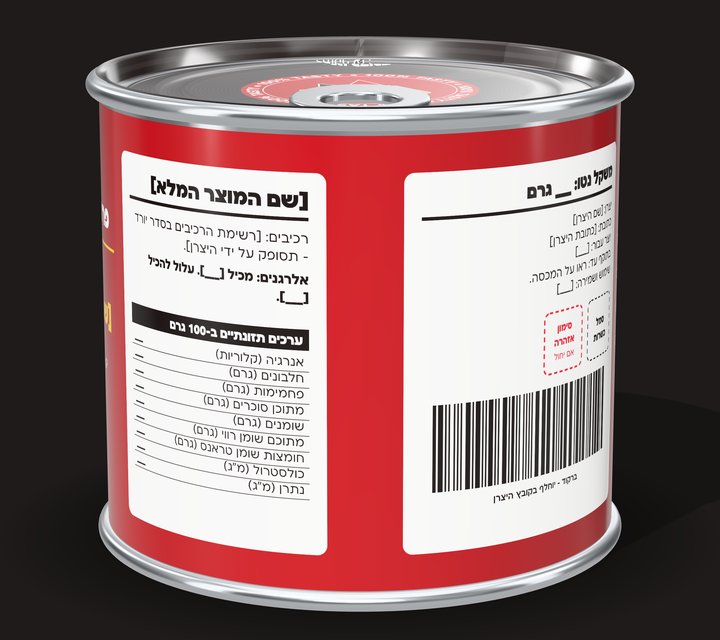 משקל נטו: __ גרם
יצרן: [שם היצרן]
כתובת: [כתובת היצרן]
יוצר עבור: [__]
בתוקף עד: ראו על המכסה.
שימוש ושמירה: [__]
סמל
כשרות
סימון
אזהרה
אם יחול
ברקוד - יוחלף בקובץ היצרן
[שם המוצר המלא]
רכיבים: [רשימת הרכיבים בסדר יורד
- תסופק על ידי היצרן].
אלרגנים: מכיל [__]. עלול להכיל
[__].
ערכים תזונתיים ב-100 גרם
אנרגיה (קלוריות) —
חלבונים (גרם) —
פחמימות (גרם) —
מתוכן סוכרים (גרם) —
שומנים (גרם) —
מתוכם שומן רווי (גרם) —
חומצות שומן טראנס (גרם) —
כולסטרול (מ"ג) —
נתרן (מ"ג) —